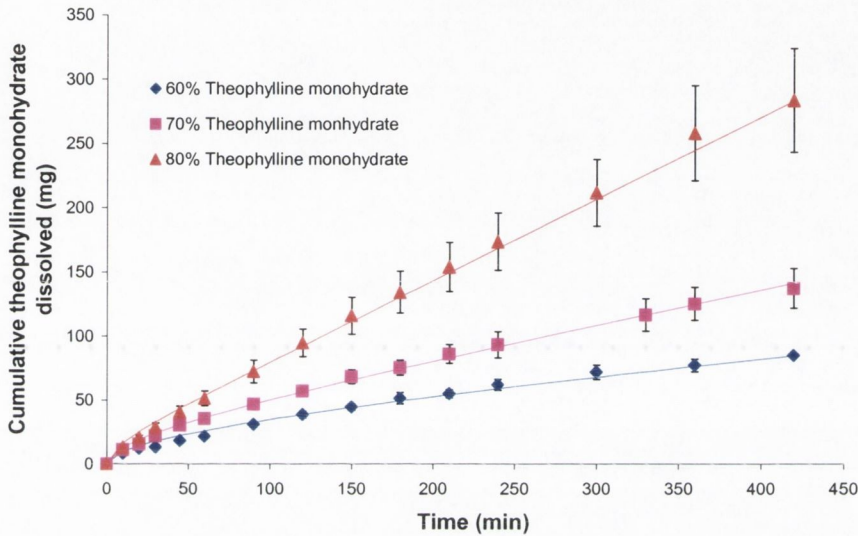 350
300
250
200
150
100
50
0
Cumulative theophylline monohydrate
dissolved (mg)
60% Theophylline monohydrate
70% Theophylline monhydrate
80% Theophylline monohydrate
0 50 100 150 200 250 300 350 400 450
Time (min)